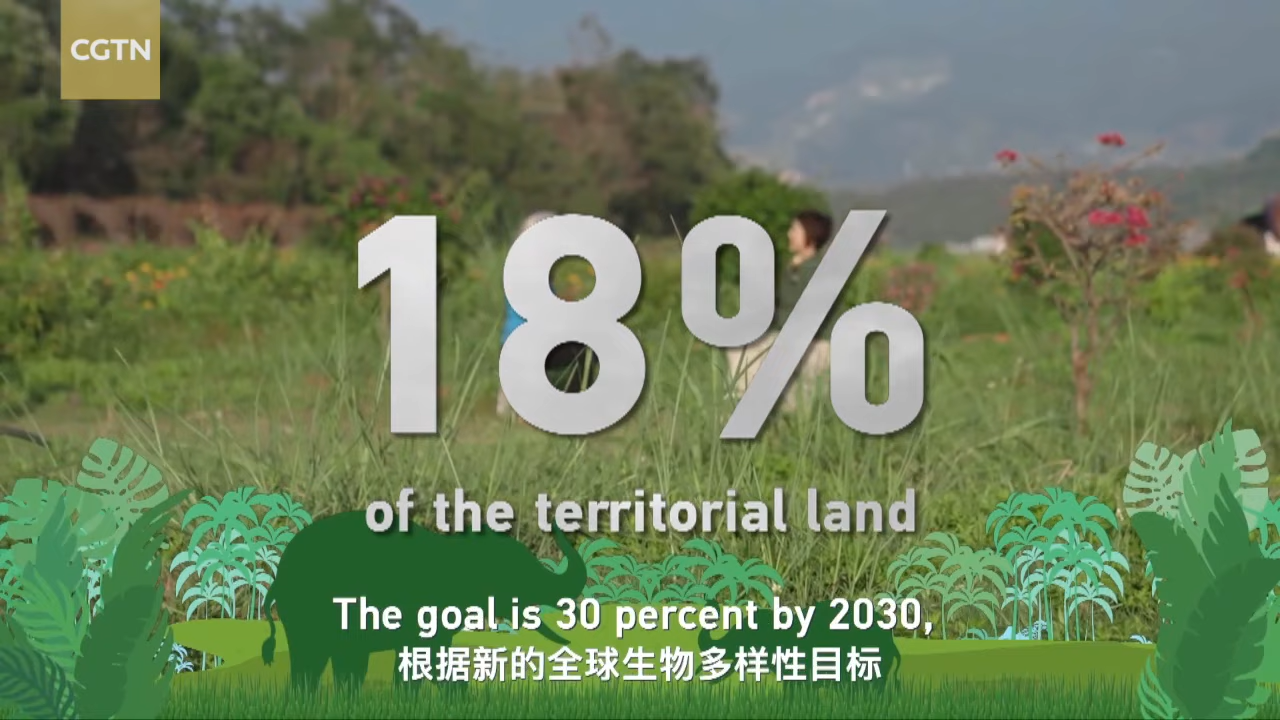 CGTN
18%
of the territorial land
The goal is 30 percent by 2030,
根据新的全球生物多样性目标